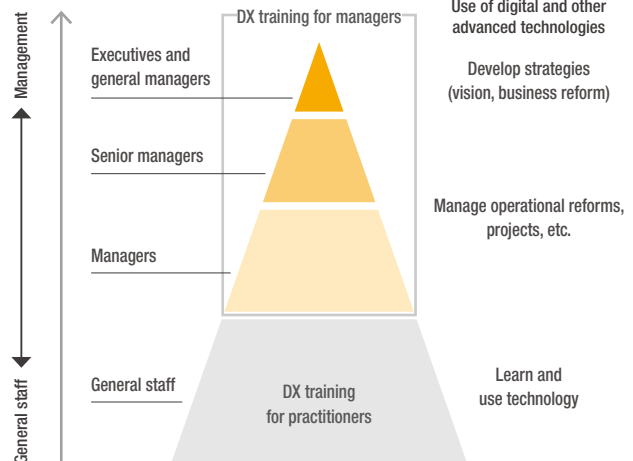 DX training for managers
Use of digital and other
advanced technologies
Management
Executives and
general managers
Develop strategies
(vision, business reform)
Senior managers
Manage operational reforms,
projects, etc.
Managers
General staff
DX training
for practitioners
Learn and
use technology
General staff